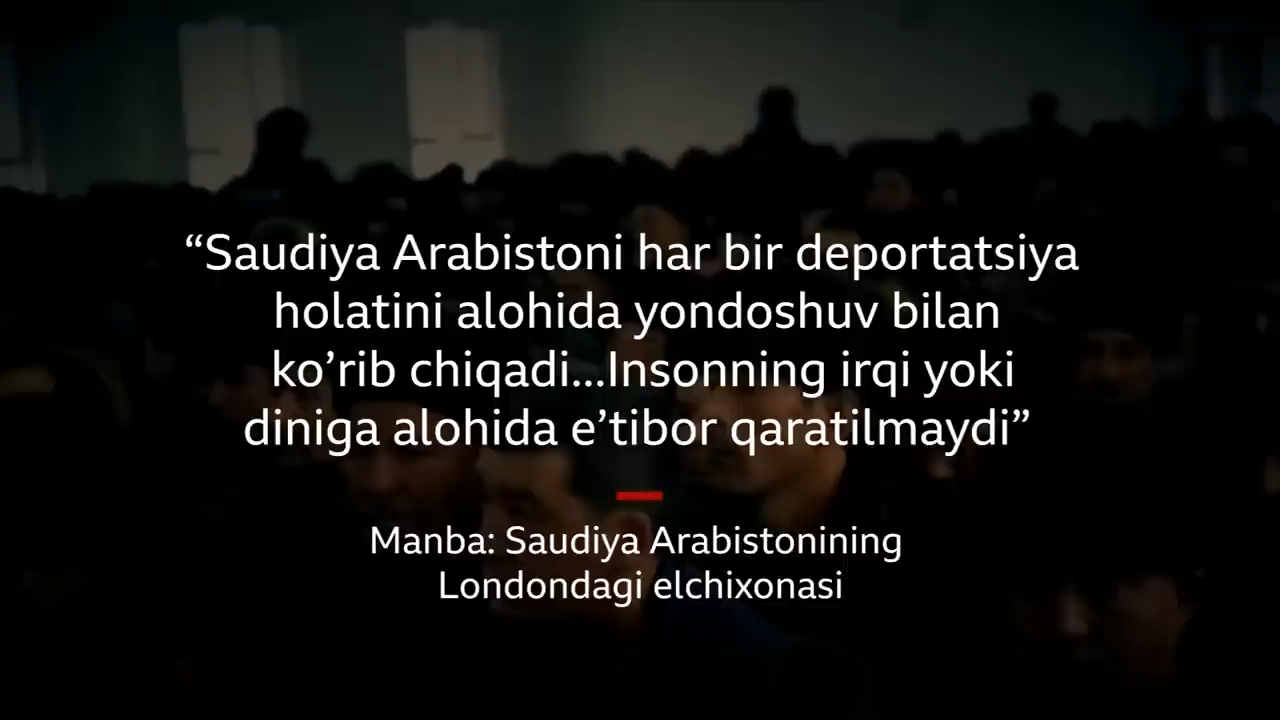 “Saudiya Arabistoni har bir deportatsiya
holatini alohida yondoshuv bilan
ko’rib chiqadi...Insonning irqi yoki
diniga alohida e’tibor qaratilmaydi”
Manba: Saudiya Arabistonining
Londondagi elchixonasi